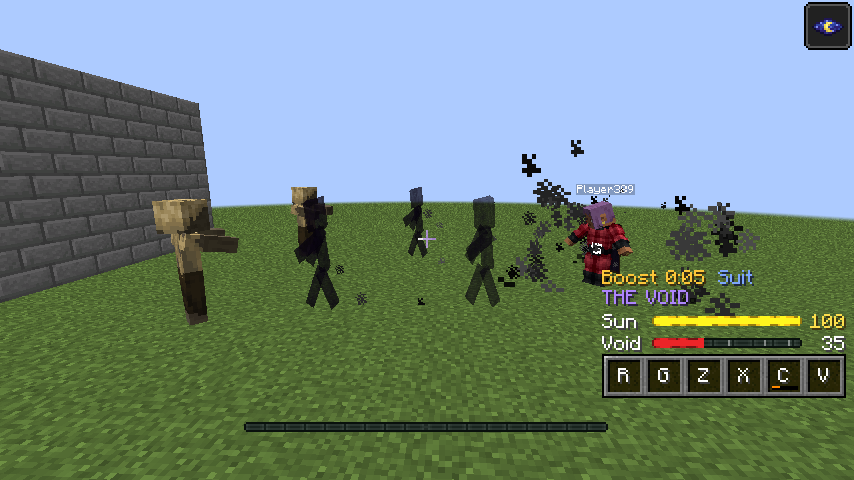 Player339
Boost 0:05 Suit
THE VOID
Sun 100
Void 35
R G Z X C V